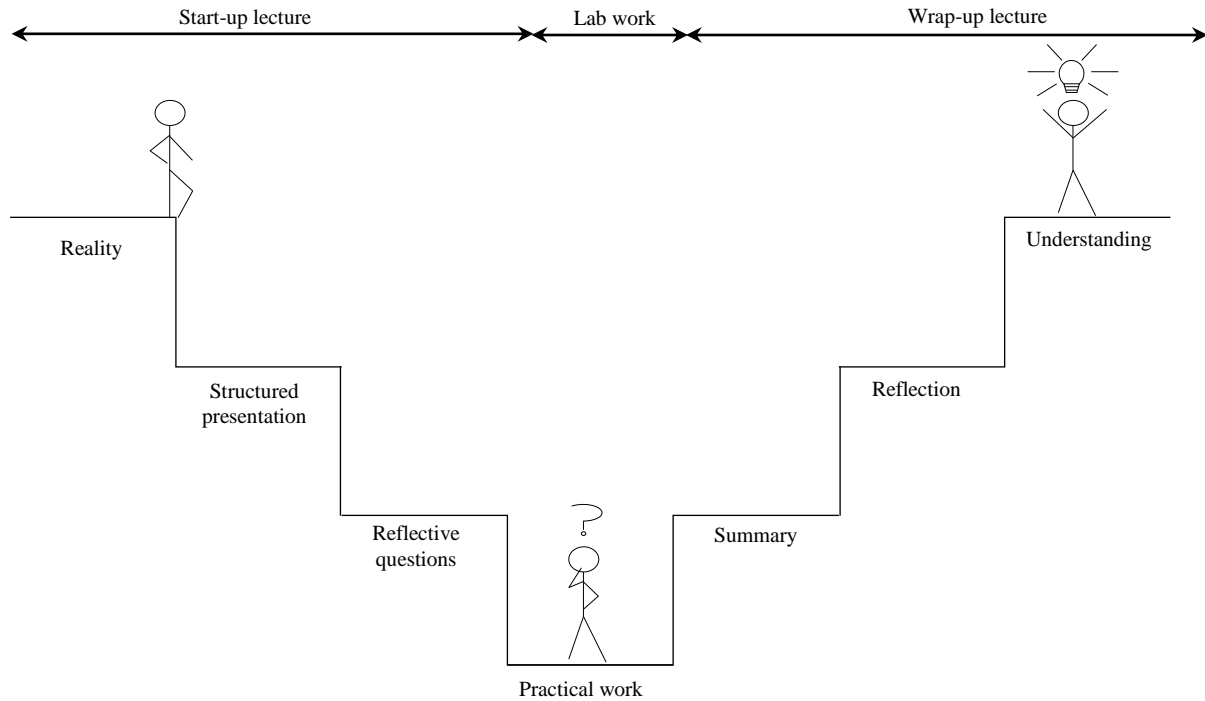 Start-up lecture
Lab work
Wrap-up lecture
Reality
Understanding
Structured
presentation
Reflection
Reflective
questions
Summary
Practical work